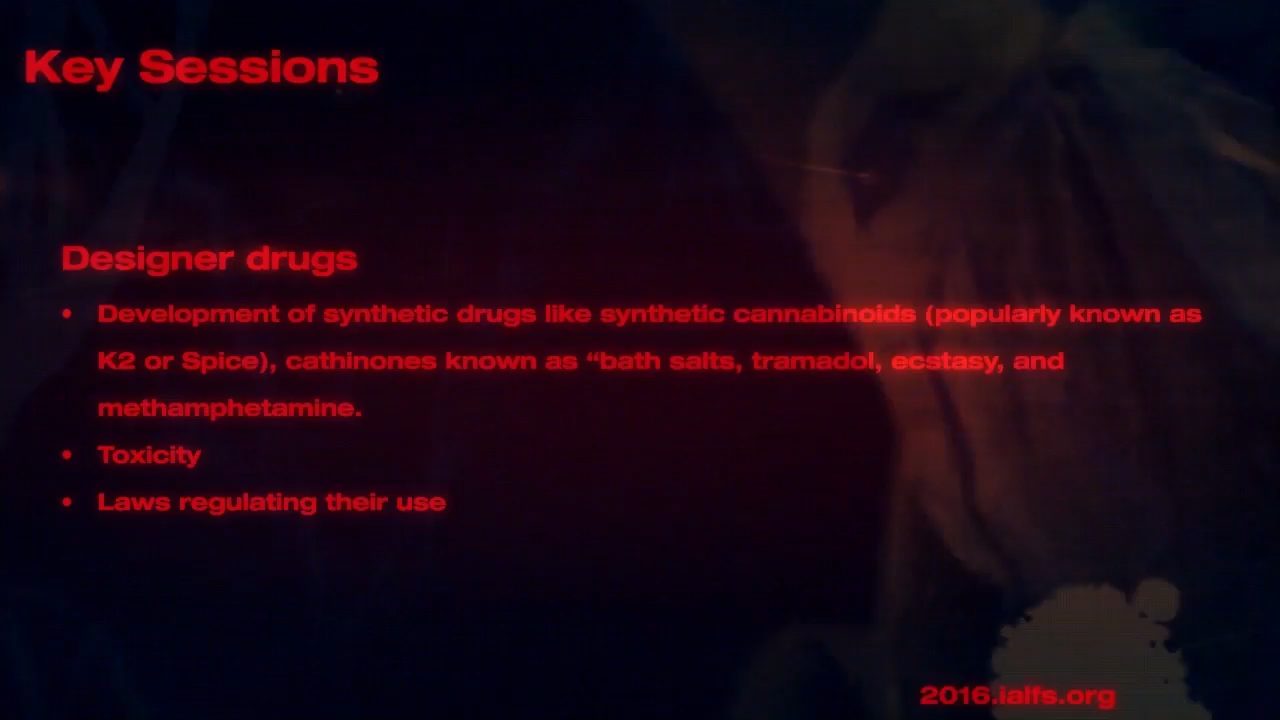 Key Sessions
Designer drugs
• Development of synthetic drugs like synthetic cannabinoids (popularly known as
K2 or Spice), cathinones known as “bath salts, tramadol, ecstasy, and
methamphetamine.
• Toxicity
• Laws regulating their use
2016.ialfs.org